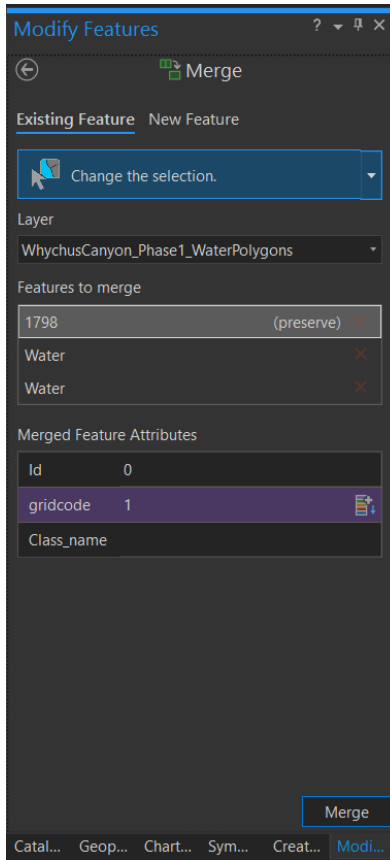 Modify Features ?
Merge
Existing Feature New Feature
Change the selection.
Layer
WhychusCanyon_Phase1_WaterPolygons
Features to merge
1798 (preserve)
Water
Water
Merged Feature Attributes
Id 0
gridcode 1
Class_name
Merge
Catal... Geop... Chart... Sym... Creat... Modi...